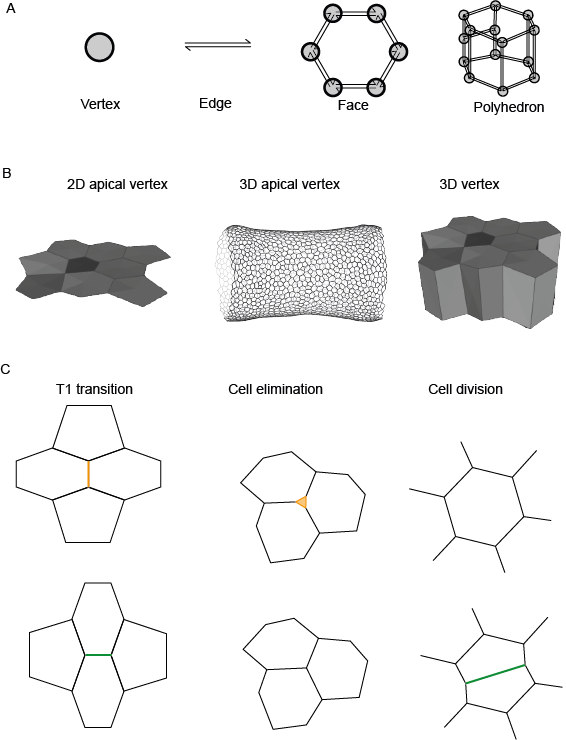 A
Vertex
Edge
Face
Polyhedron
B
2D apical vertex
3D apical vertex
3D vertex
C
T1 transition
Cell elimination
Cell division